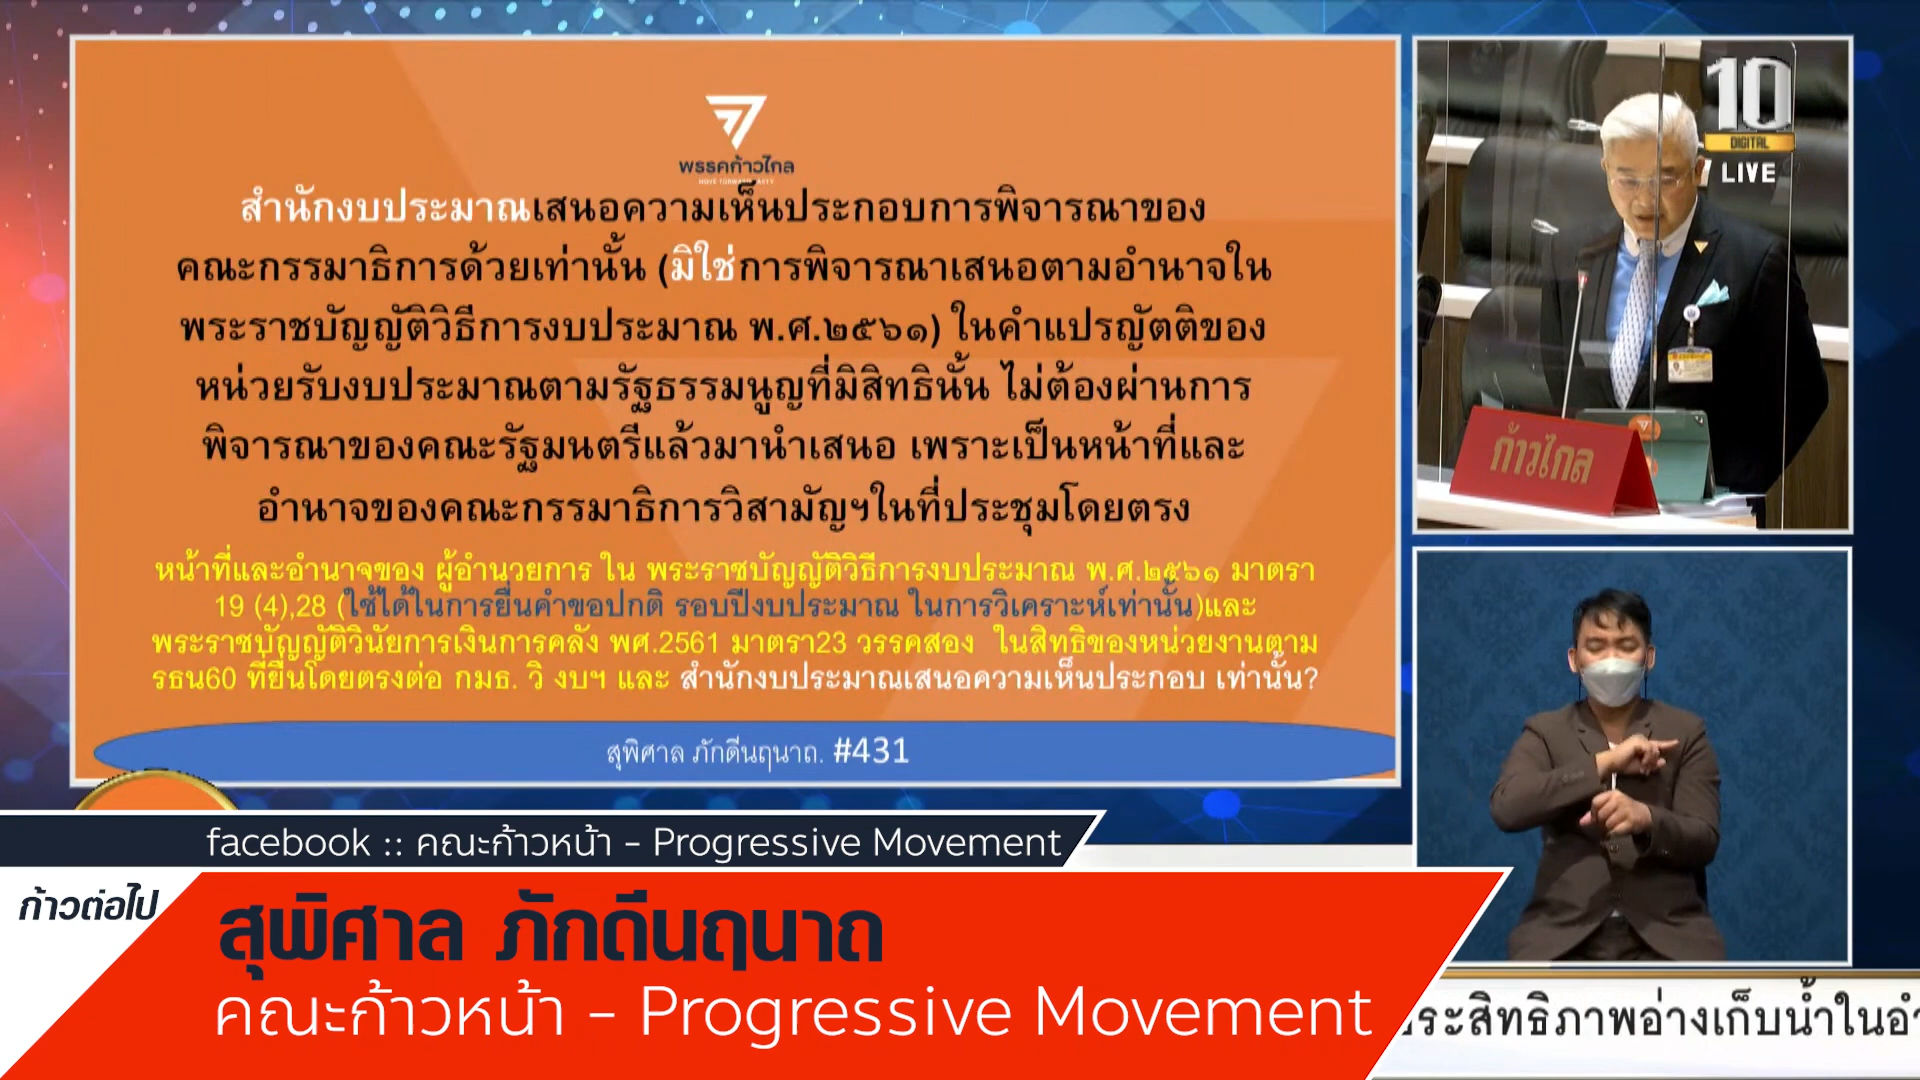 พรรคก้าวไกล
MOVE FORWARD PARTY
สำนักงบประมาณเสนอความเห็นประกอบการพิจารณาของ
คณะกรรมาธิการด้วยเท่านั้น (มิใช่การพิจารณาเสนอตามอำนาจใน
พระราชบัญญัติวิธีการงบประมาณ พ.ศ.๒๕๖๑) ในคำแปรญัตติของ
หน่วยรับงบประมาณตามรัฐธรรมนูญที่มีสิทธินั้น ไม่ต้องผ่านการ
พิจารณาของคณะรัฐมนตรีแล้วมานำเสนอ เพราะเป็นหน้าที่และ
อำนาจของคณะกรรมาธิการวิสามัญฯในที่ประชุมโดยตรง
หน้าที่และอำนาจของ ผู้อำนวยการ ใน พระราชบัญญัติวิธีการงบประมาณ พ.ศ.๒๕๖๑ มาตรา
19 (4),28 (ใช้ได้ในการยื่นคำขอปกติ รอบปีงบประมาณ ในการวิเคราะห์เท่านั้น)และ
พระราชบัญญัติวินัยการเงินการคลัง พศ.2561 มาตรา23 วรรคสอง ในสิทธิของหน่วยงานตาม
รธน60 ที่ยื่นโดยตรงต่อ กมธ. วิ งบฯ และ สำนักงบประมาณเสนอความเห็นประกอบ เท่านั้น?
สุพิศาล ภักดีนฤนาถ. #431
10
DIGITAL
LIVE
ก้าวไกล
facebook :: คณะก้าวหน้า - Progressive Movement
ก้าวต่อไป
สุพิศาล ภักดีนฤนาถ
คณะก้าวหน้า - Progressive Movement
ระสิทธิภาพอ่างเก็บน้ำในอำ